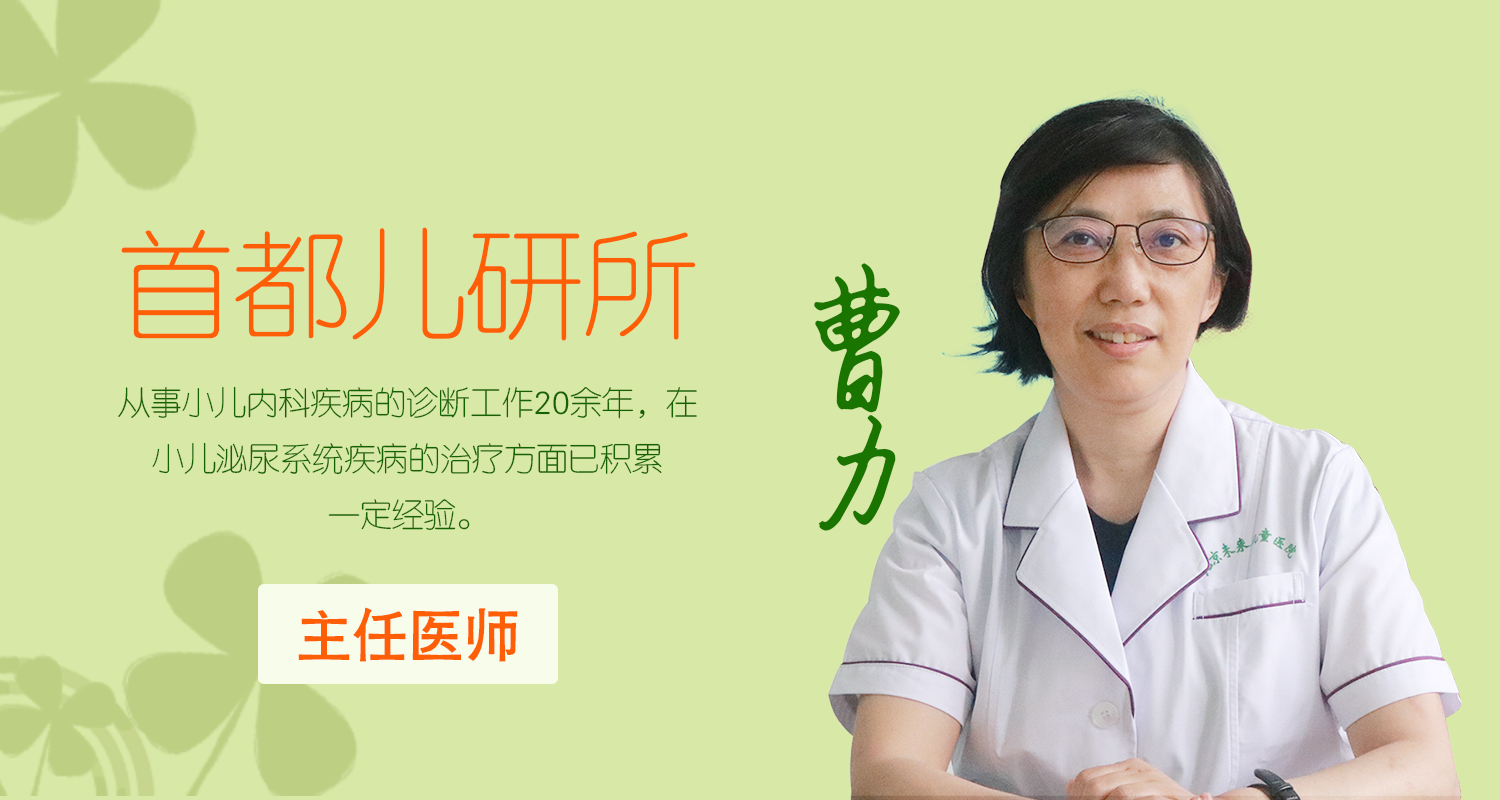 首都儿研所
从事小儿内科疾病的诊断工作20余年，在
小儿泌尿系统疾病的治疗方面已积累
一定经验。
主任医师
曹力
北京未来儿童医院